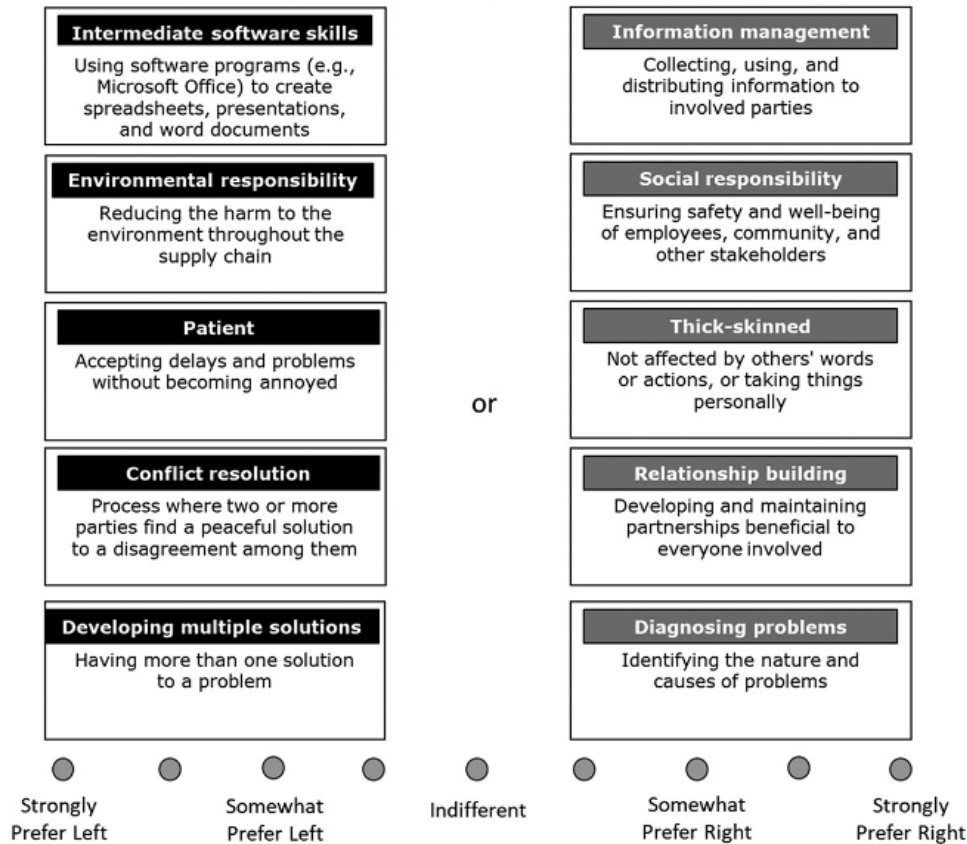 Intermediate software skills
Using software programs (e.g.,
Microsoft Office) to create
spreadsheets, presentations,
and word documents
Information management
Collecting, using, and
distributing information to
involved parties
Environmental responsibility
Reducing the harm to the
environment throughout the
supply chain
Social responsibility
Ensuring safety and well-being
of employees, community, and
other stakeholders
Patient
Accepting delays and problems
without becoming annoyed
or
Thick-skinned
Not affected by others' words
or actions, or taking things
personally
Conflict resolution
Process where two or more
parties find a peaceful solution
to a disagreement among them
Relationship building
Developing and maintaining
partnerships beneficial to
everyone involved
Developing multiple solutions
Having more than one solution
to a problem
Diagnosing problems
Identifying the nature and
causes of problems
Strongly
Prefer Left
Somewhat
Prefer Left
Indifferent
Somewhat
Prefer Right
Strongly
Prefer Right